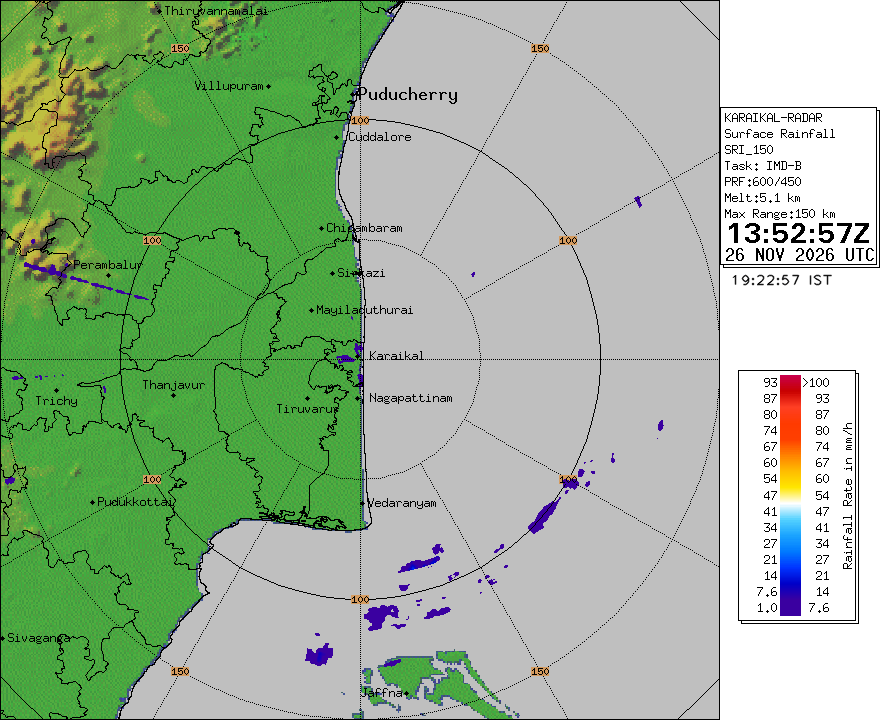 Thiruvannamalai
150
150
Villupuram
Puducherry
100
Cuddalore
KARAIKAL-RADAR
Surface Rainfall
SRI_150
Task: IMD-B
PRF:600/450
Melt:5.1 km
Max Range:150 km
13:52:57Z
26 NOV 2026 UTC
19:22:57 IST
Chidambaram
100
100
Perambalur
Sirkazi
Mayiladuthurai
Karaikal
Thanjavur
Trichy
Nagapattinam
Tiruvarur
93 >100
87 93
80 87
74 80
67 74
60 67
54 60
47 54
41 47
34 41
27 34
21 27
14 21
7.6 14
1.0 7.6
Rainfall Rate in mm/h
100
100
Pudukkottai
Vedaranyam
100
Sivaganga
150
150
Jaffna